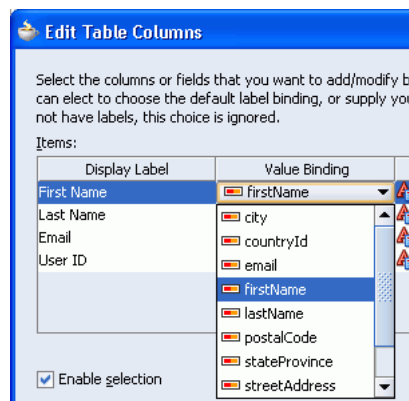 Edit Table Columns
Select the columns or fields that you want to add/modify b
can elect to choose the default label binding, or supply yo
not have labels, this choice is ignored.
Items:
Display Label Value Binding
First Name firstName
Last Name
Email
User ID
city
countryId
email
firstName
lastName
postalCode
stateProvince
streetAddress
Enable selection